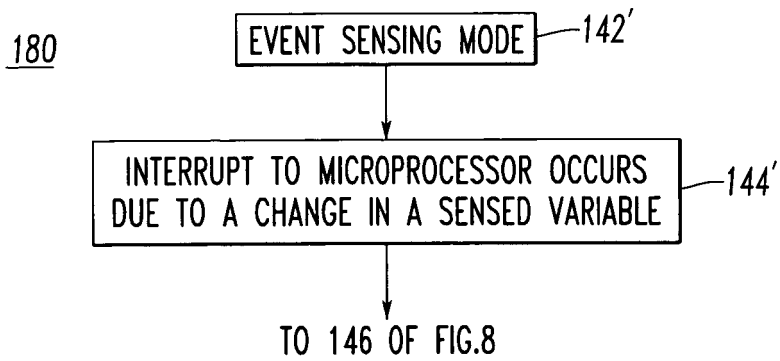 180
EVENT SENSING MODE
142'
INTERRUPT TO MICROPROCESSOR OCCURS
DUE TO A CHANGE IN A SENSED VARIABLE
144'
TO 146 OF FIG.8